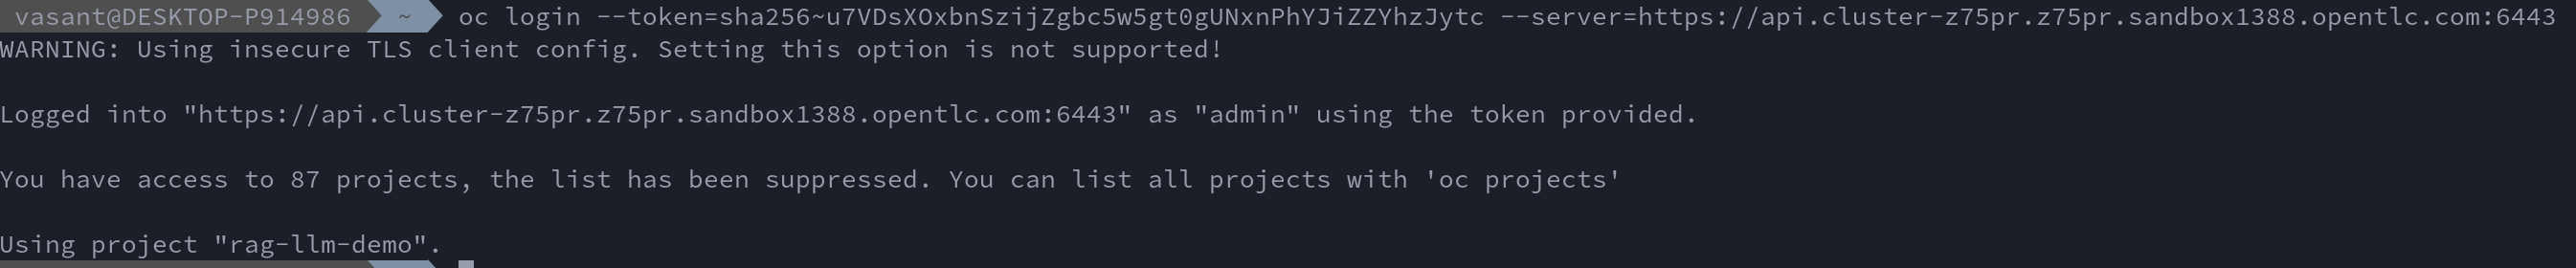 vasant@DESKTOP-P914986 ~ oc login --token=sha256~u7VDsXOxbnSzijZgbc5w5gt0gUNxnPhYJiZZYhzJytc --server=https://api.cluster-z75pr.z75pr.sandbox1388.opentlc.com:6443
WARNING: Using insecure TLS client config. Setting this option is not supported!
Logged into "https://api.cluster-z75pr.z75pr.sandbox1388.opentlc.com:6443" as "admin" using the token provided.
You have access to 87 projects, the list has been suppressed. You can list all projects with 'oc projects'
Using project "rag-llm-demo".